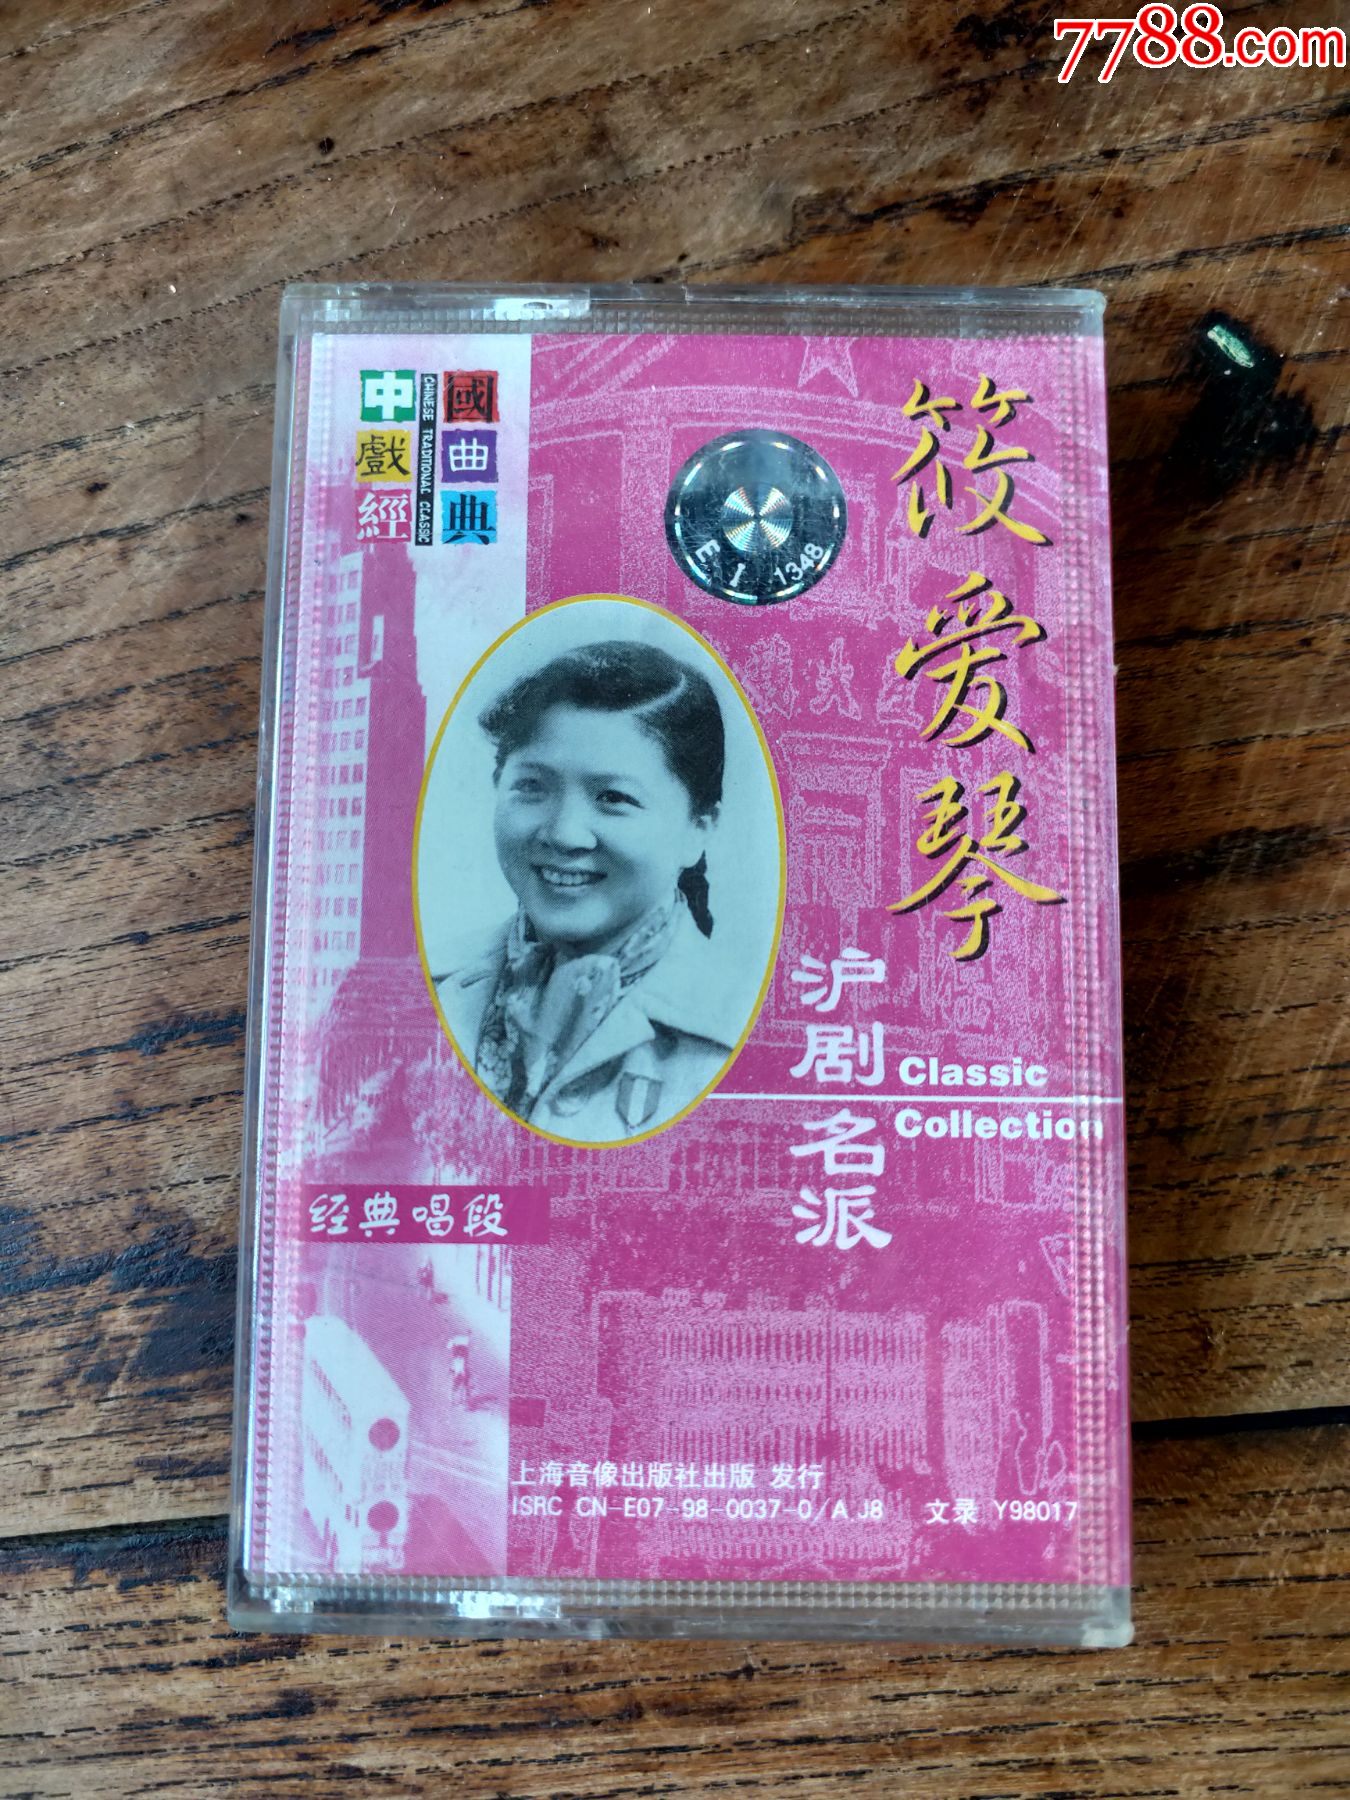 7788.com
中國
戲曲
經典
CHINESE TRADITIONAL CLASSIC
E 1 1348
筱爱琴
沪剧名派
Classic
Collection
经典唱段
上海音像出版社出版 发行
ISRC CN-E07-98-0037-0/A.J8 文录 Y98017